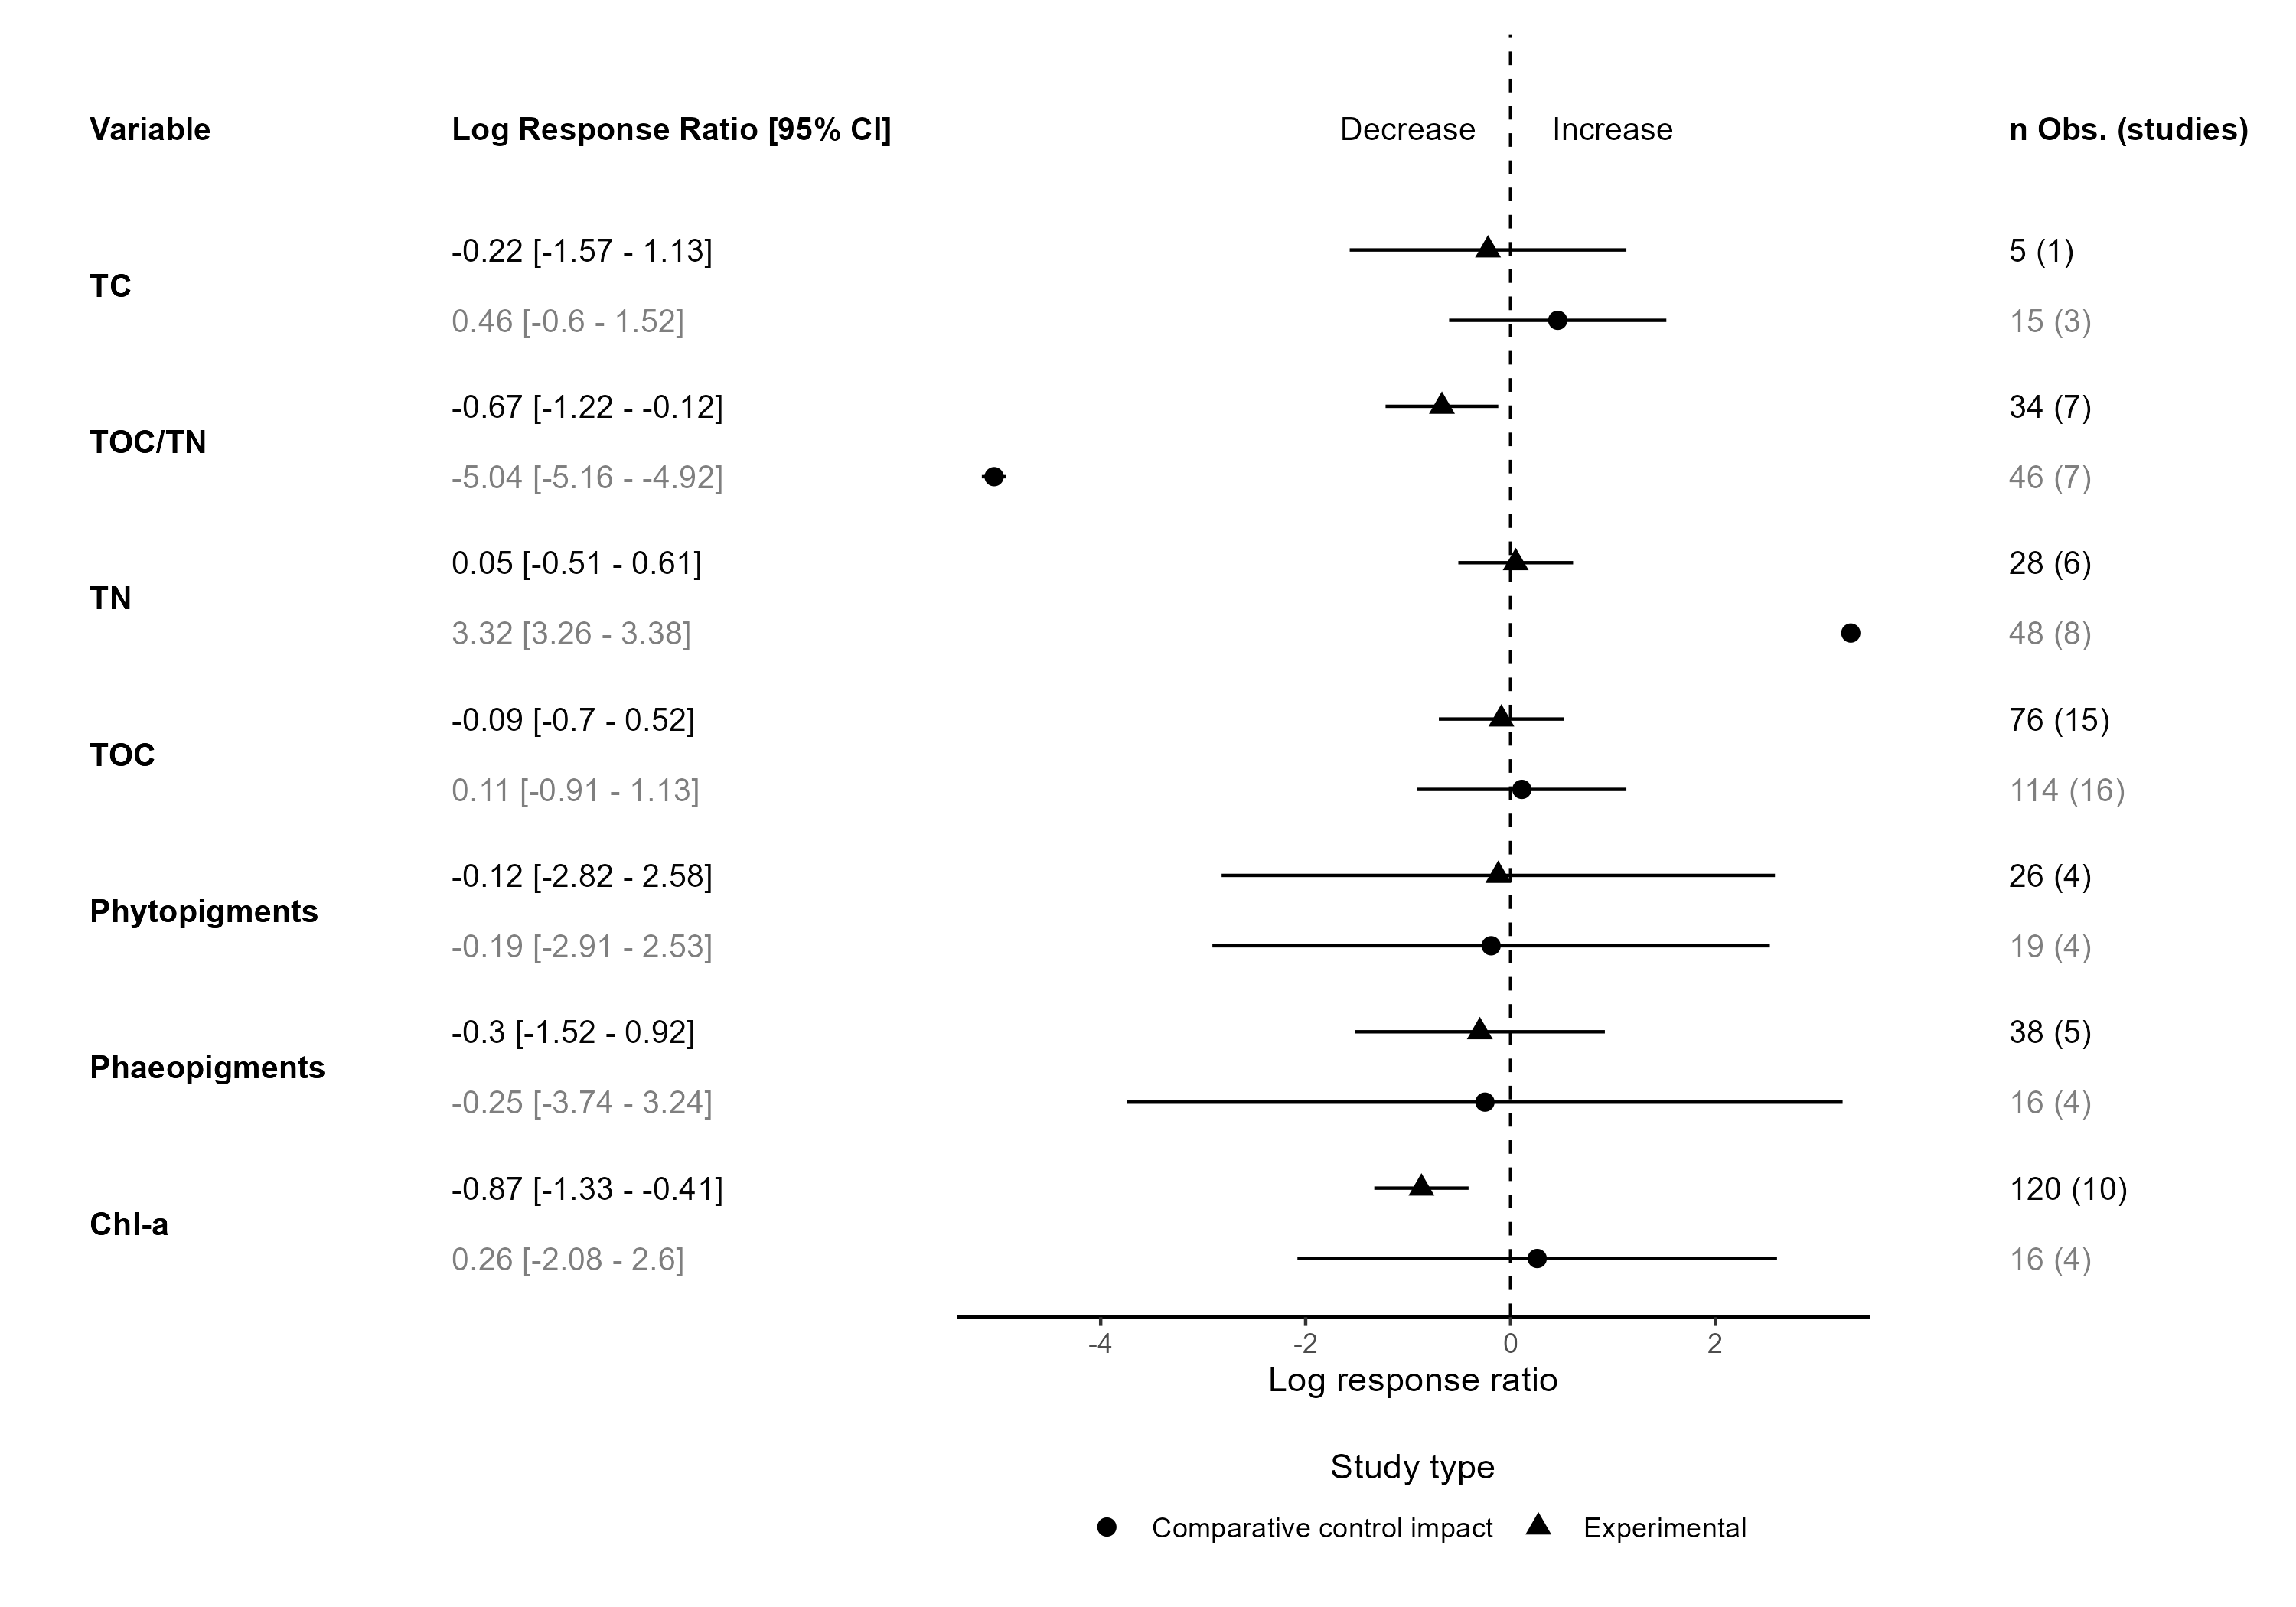 Variable Log Response Ratio [95% CI] Decrease Increase n Obs. (studies)
-0.22 [-1.57 - 1.13] 5 (1)
TC
0.46 [-0.6 - 1.52] 15 (3)
-0.67 [-1.22 - -0.12] 34 (7)
TOC/TN
-5.04 [-5.16 - -4.92] 46 (7)
0.05 [-0.51 - 0.61] 28 (6)
TN
3.32 [3.26 - 3.38] 48 (8)
-0.09 [-0.7 - 0.52] 76 (15)
TOC
0.11 [-0.91 - 1.13] 114 (16)
-0.12 [-2.82 - 2.58] 26 (4)
Phytopigments
-0.19 [-2.91 - 2.53] 19 (4)
-0.3 [-1.52 - 0.92] 38 (5)
Phaeopigments
-0.25 [-3.74 - 3.24] 16 (4)
-0.87 [-1.33 - -0.41] 120 (10)
Chl-a
0.26 [-2.08 - 2.6] 16 (4)
-4 -2 0 2
Log response ratio
Study type
Comparative control impact Experimental